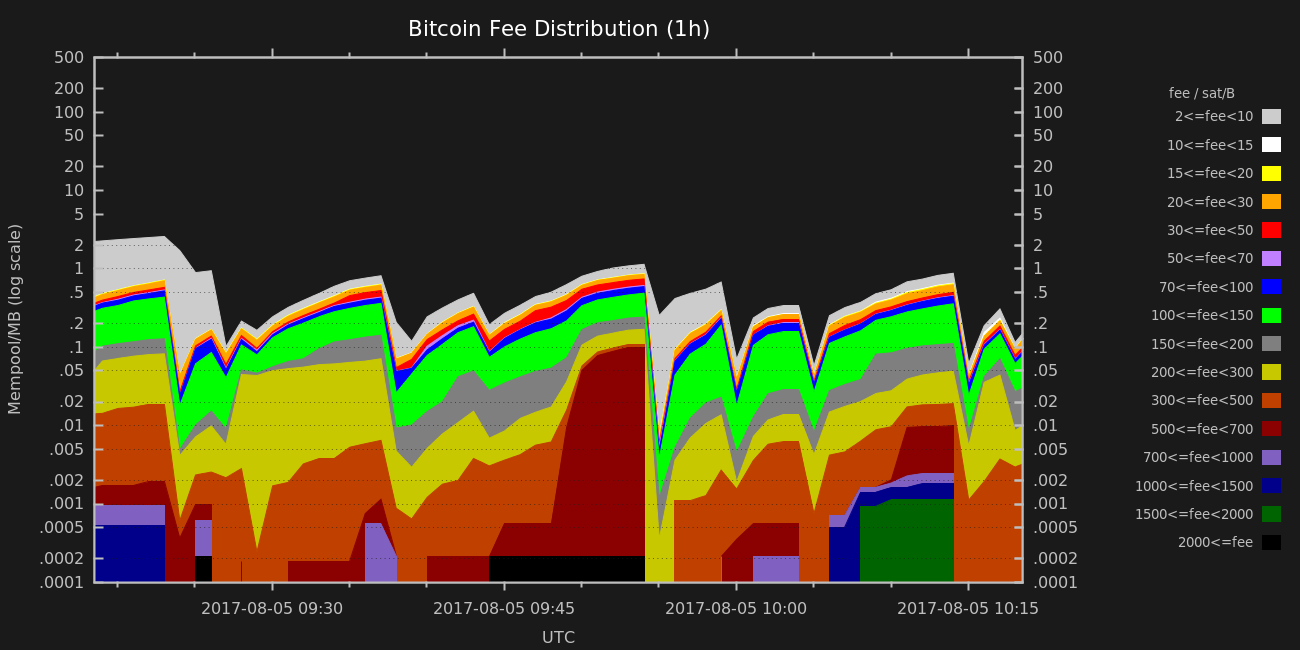 Bitcoin Fee Distribution (1h)
500 500
200 200
100 100
50 50
20 20
10 10
5 5
2 2
1 1
.5 .5
.2 .2
.1 .1
.05 .05
.02 .02
.01 .01
.005 .005
.002 .002
.001 .001
.0005 .0005
.0002 .0002
.0001 .0001
Mempool/MB (log scale)
2017-08-05 09:30 2017-08-05 09:45 2017-08-05 10:00 2017-08-05 10:15
UTC
fee / sat/B
2<=fee<10
10<=fee<15
15<=fee<20
20<=fee<30
30<=fee<50
50<=fee<70
70<=fee<100
100<=fee<150
150<=fee<200
200<=fee<300
300<=fee<500
500<=fee<700
700<=fee<1000
1000<=fee<1500
1500<=fee<2000
2000<=fee